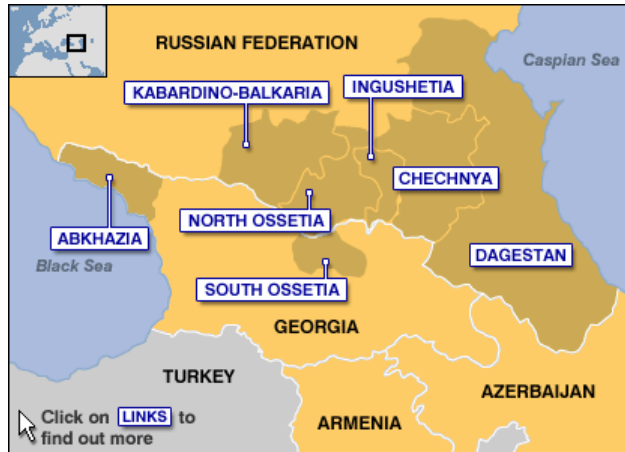 RUSSIAN FEDERATION
Caspian Sea
INGUSHETIA
KABARDINO-BALKARIA
CHECHNYA
NORTH OSSETIA
ABKHAZIA
DAGESTAN
Black Sea
SOUTH OSSETIA
GEORGIA
TURKEY
AZERBAIJAN
ARMENIA
Click on LINKS to
find out more